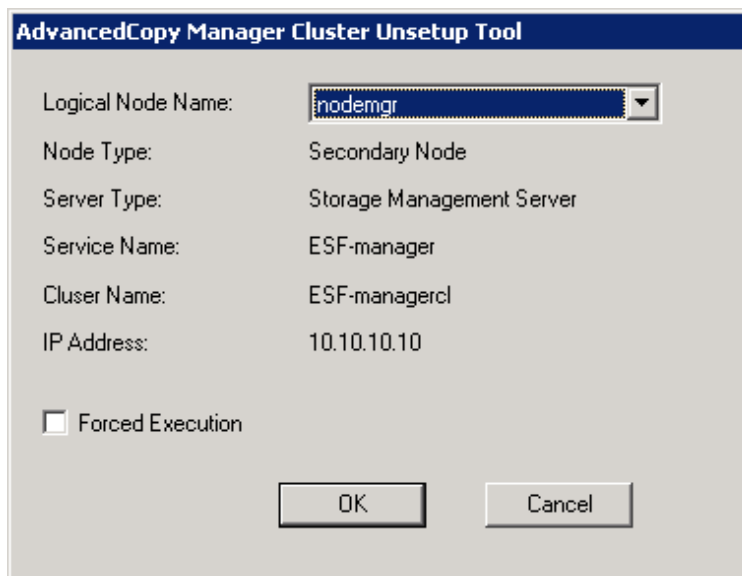 AdvancedCopy Manager Cluster Unsetup Tool
Logical Node Name: nodemgr
Node Type: Secondary Node
Server Type: Storage Management Server
Service Name: ESF-manager
Cluser Name: ESF-managercl
IP Address: 10.10.10.10
Forced Execution
OK Cancel